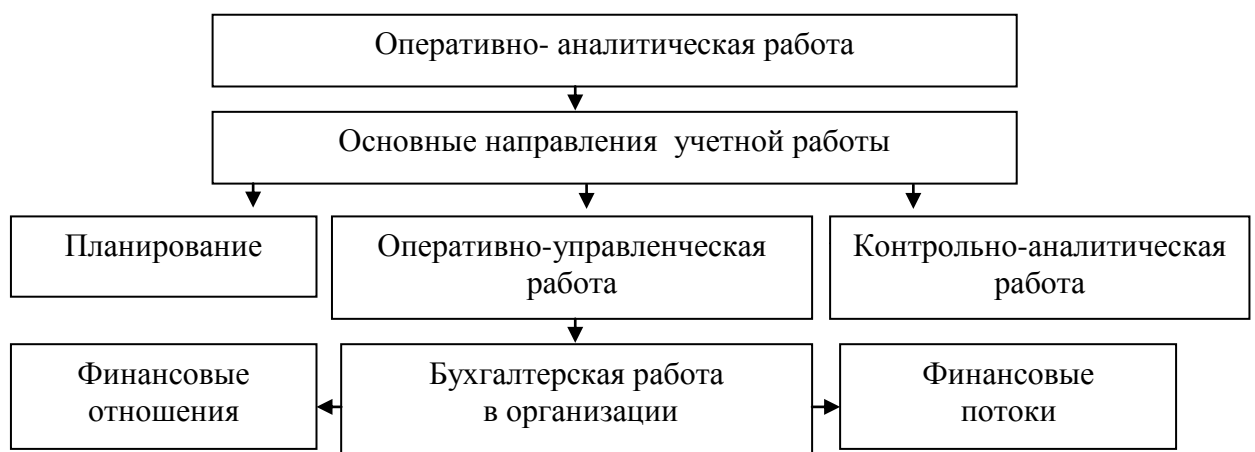 Оперативно- аналитическая работа
Основные направления учетной работы
Планирование
Оперативно-управленческая
работа
Контрольно-аналитическая
работа
Финансовые
отношения
Бухгалтерская работа
в организации
Финансовые
потоки